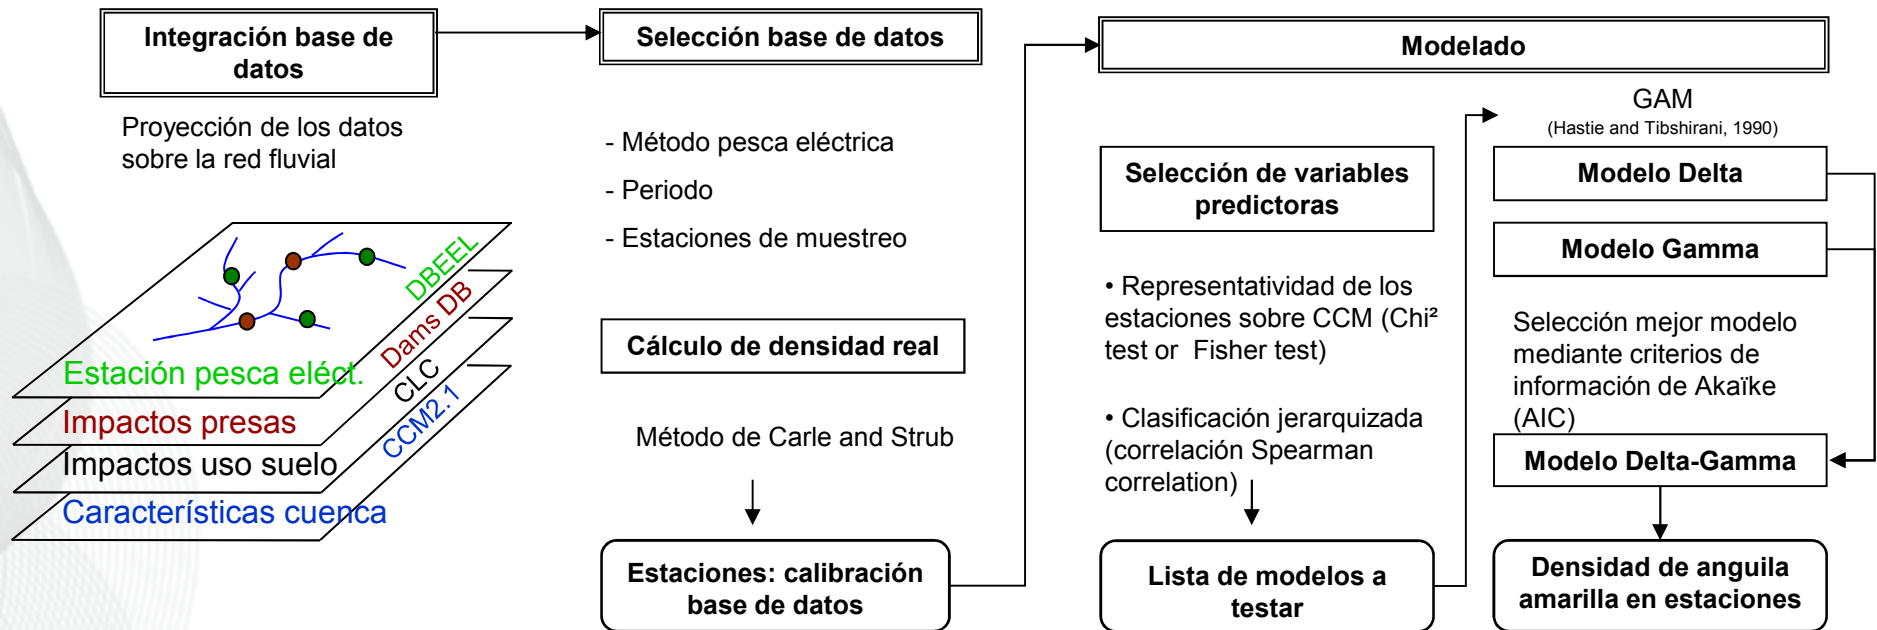 Integración base de
datos
Proyección de los datos
sobre la red fluvial
DBEEL
Dams DB
CLC
CCM2.1
Estación pesca eléct.
Impactos presas
Impactos uso suelo
Características cuenca
Selección base de datos
- Método pesca eléctrica
- Periodo
- Estaciones de muestreo
Cálculo de densidad real
Método de Carle and Strub
Estaciones: calibración
base de datos
Modelado
Selección de variables
predictoras
• Representatividad de los
estaciones sobre CCM (Chi²
test or Fisher test)
• Clasificación jerarquizada
(correlación Spearman
correlation)
Lista de modelos a
testar
GAM
(Hastie and Tibshirani, 1990)
Modelo Delta
Modelo Gamma
Selección mejor modelo
mediante criterios de
información de Akaïke
(AIC)
Modelo Delta-Gamma
Densidad de anguila
amarilla en estaciones